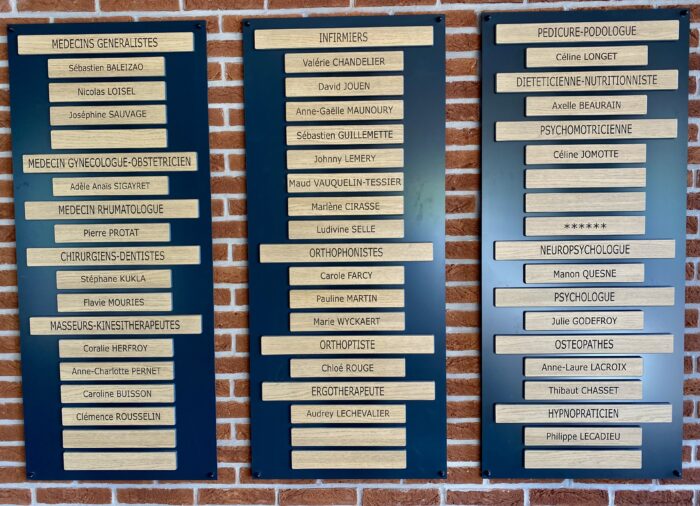 MEDECINS GENERALISTES
Sébastien BALEIZAO
Nicolas LOISEL
Joséphine SAUVAGE
MEDECIN GYNECOLOGUE-OBSTETRICIEN
Adèle Anaïs SIGAYRET
MEDECIN RHUMATOLOGUE
Pierre PROTAT
CHIRURGIENS-DENTISTES
Stéphane KUKLA
Flavie MOURIES
MASSEURS-KINESITHERAPEUTES
Coralie HERFROY
Anne-Charlotte PERNET
Caroline BUISSON
Clémence ROUSSELIN
INFIRMIERS
Valérie CHANDELIER
David JOUEN
Anne-Gaëlle MAUNOURY
Sébastien GUILLEMETTE
Johnny LEMERY
Maud VAUQUELIN-TESSIER
Marlène CIRASSE
Ludivine SELLE
ORTHOPHONISTES
Carole FARCY
Pauline MARTIN
Marie WYCKAERT
ORTHOPTISTE
Chloé ROUGE
ERGOTHERAPEUTE
Audrey LECHEVALIER
PEDICURE-PODOLOGUE
Céline LONGET
DIETETICIENNE-NUTRITIONNISTE
Axelle BEAURAIN
PSYCHOMOTRICIENNE
Céline JOMOTTE
******
NEUROPSYCHOLOGUE
Manon QUESNE
PSYCHOLOGUE
Julie GODEFROY
OSTEOPATHES
Anne-Laure LACROIX
Thibaut CHASSET
HYPNOPRATICIEN
Philippe LECADIEU